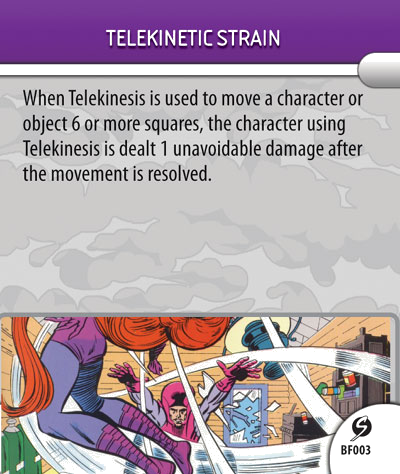 TELEKINETIC STRAIN
When Telekinesis is used to move a character or
object 6 or more squares, the character using
Telekinesis is dealt 1 unavoidable damage after
the movement is resolved.
BF003